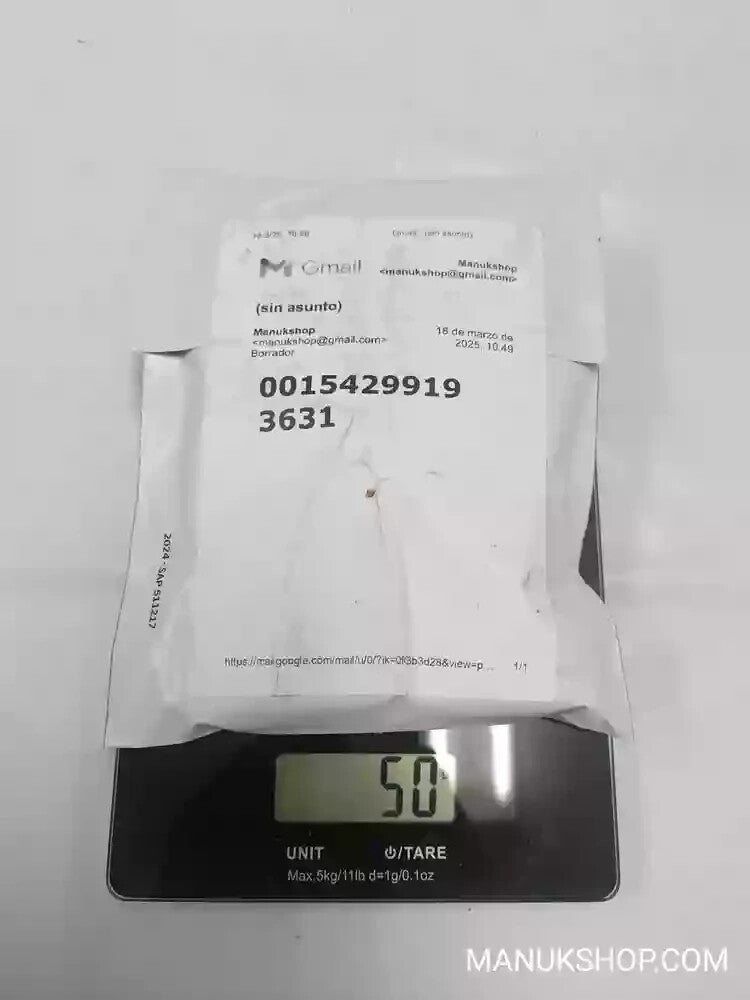 Gmail
Manukshop
<manukshop@gmail.com>
(sin asunto)
Manukshop
<manukshop@gmail.com>
Borrador
18 de marzo de
2025, 10:49
0015429919
3631
2024 - SAP 511217
1/1
50
UNIT
⏻/TARE
Max.5kg/11lb d=1g/0.1oz
MANUKSHOP.COM